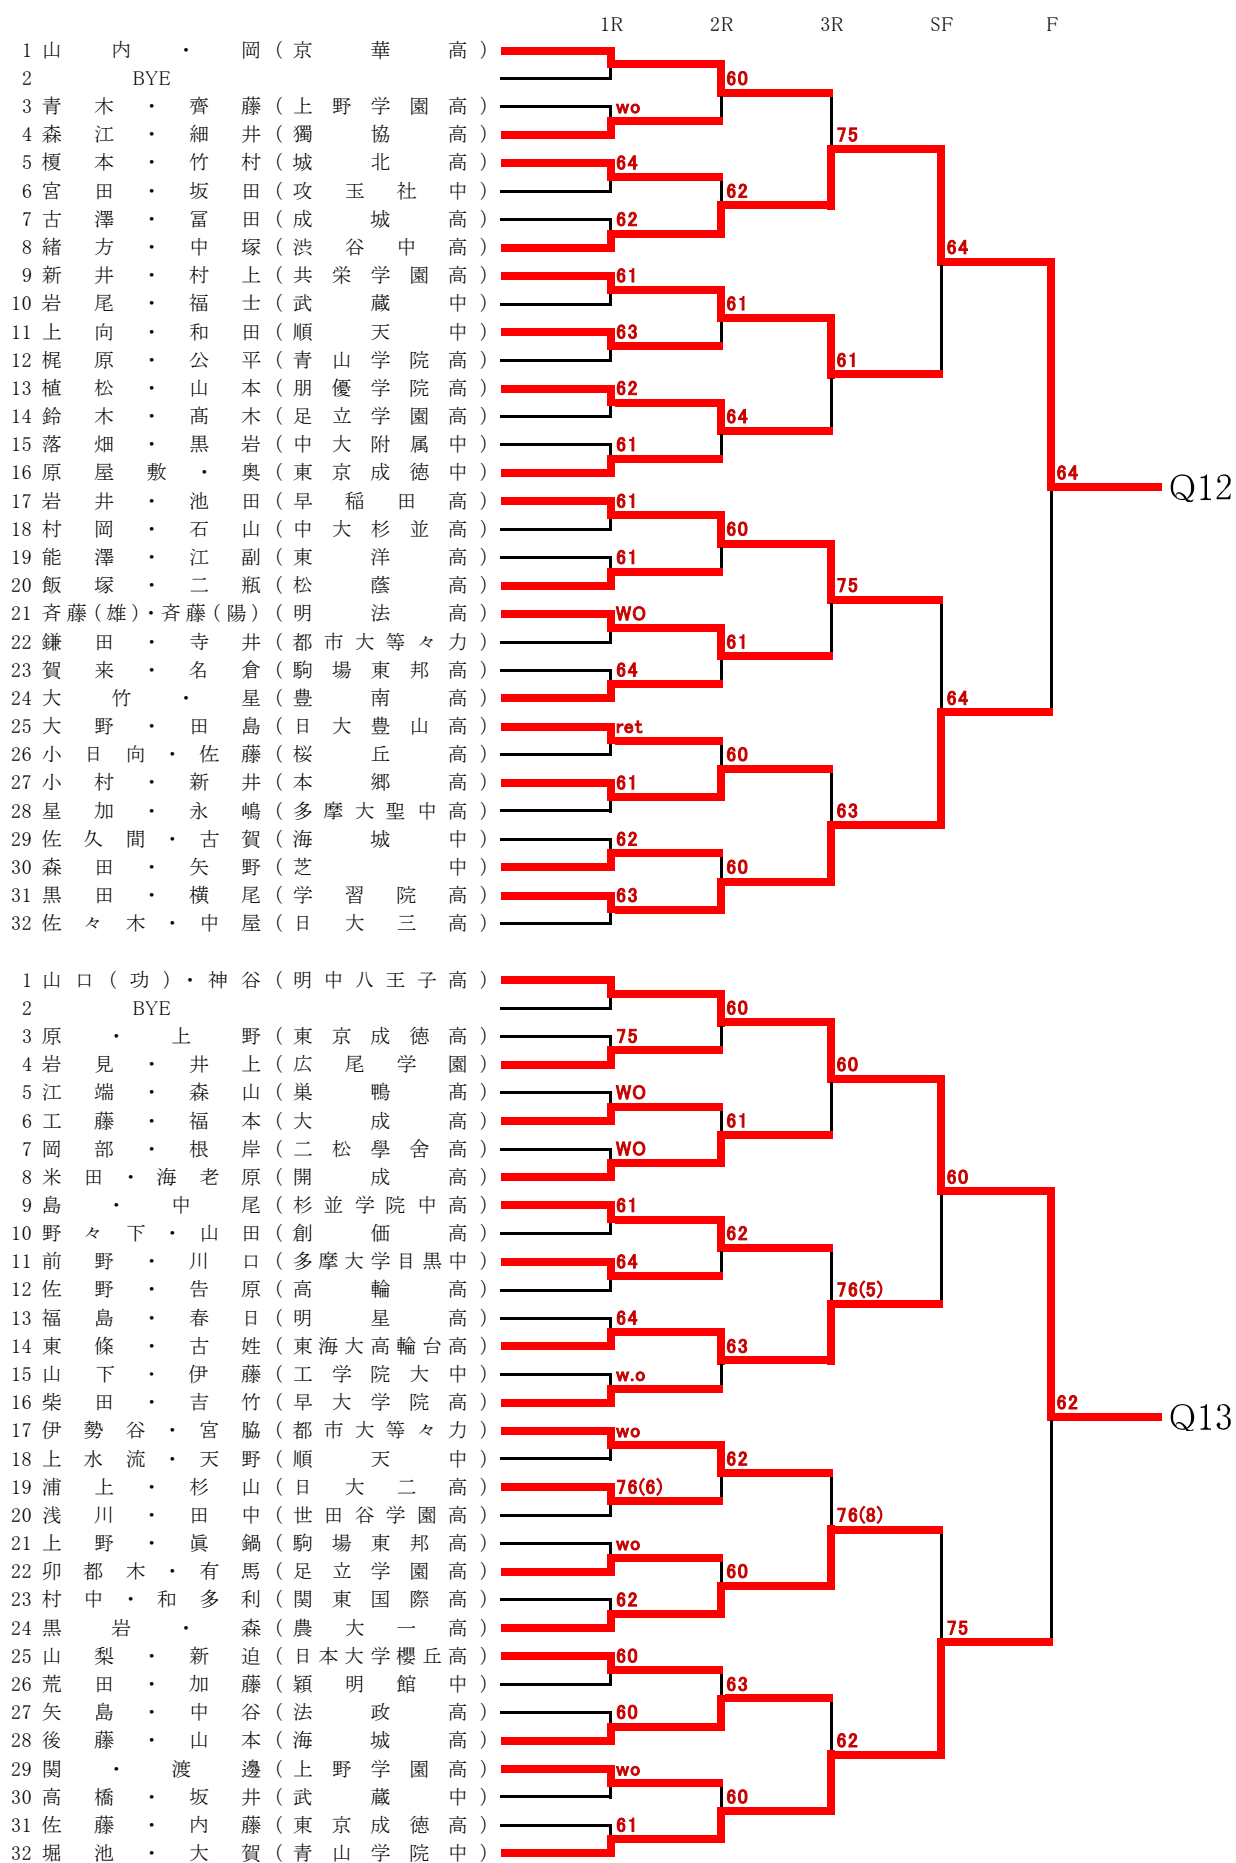 1R 2R 3R SF F
1 山内・岡(京華高)
2 BYE 60
3 青木・齊藤(上野学園高) wo
4 森江・細井(獨協高) 75
5 榎本・竹村(城北高) 64
6 宮田・坂田(攻玉社中) 62
7 古澤・冨田(成城高) 62
8 緒方・中塚(渋谷中高) 64
9 新井・村上(共栄学園高) 61
10 岩尾・福士(武蔵中) 61
11 上向・和田(順天中) 63
12 梶原・公平(青山学院高) 61
13 植松・山本(朋優学院高) 62
14 鈴木・髙木(足立学園高) 64
15 落畑・黒岩(中大附属中) 61
16 原屋敷・奥(東京成徳中) 64
Q12
17 岩井・池田(早稲田高) 61
18 村岡・石山(中大杉並高) 60
19 能澤・江副(東洋高) 61
20 飯塚・二瓶(松蔭高) 75
21 斉藤(雄)・斉藤(陽)(明法高) WO
22 鎌田・寺井(都市大等々力) 61
23 賀来・名倉(駒場東邦高) 64
24 大竹・星(豊南高) 64
25 大野・田島(日大豊山高) ret
26 小日向・佐藤(桜丘高) 60
27 小村・新井(本郷高) 61
28 星加・永嶋(多摩大聖中高) 63
29 佐久間・古賀(海城中) 62
30 森田・矢野(芝中) 60
31 黒田・横尾(学習院高) 63
32 佐々木・中屋(日大三高)
1 山口(功)・神谷(明中八王子高)
2 BYE 60
3 原・上野(東京成徳高) 75
4 岩見・井上(広尾学園) 60
5 江端・森山(巣鴨髙) WO
6 工藤・福本(大成高) 61
7 岡部・根岸(二松學舍高) WO
8 米田・海老原(開成高) 60
9 島・中尾(杉並学院中高) 61
10 野々下・山田(創価高) 62
11 前野・川口(多摩大学目黒中) 64
12 佐野・告原(高輪高) 76(5)
13 福島・春日(明星高) 64
14 東條・古姓(東海大高輪台高) 63
15 山下・伊藤(工学院大中) w.o
16 柴田・吉竹(早大学院高) 62
Q13
17 伊勢谷・宮脇(都市大等々力) wo
18 上水流・天野(順天中) 62
19 浦上・杉山(日大二高) 76(6)
20 浅川・田中(世田谷学園高) 76(8)
21 上野・眞鍋(駒場東邦高) wo
22 卯都木・有馬(足立学園高) 60
23 村中・和多利(関東国際高) 62
24 黒岩・森(農大一高) 75
25 山梨・新迫(日本大学櫻丘高) 60
26 荒田・加藤(穎明館中) 63
27 矢島・中谷(法政高) 60
28 後藤・山本(海城高) 62
29 関・渡邊(上野学園高) wo
30 高橋・坂井(武蔵中) 60
31 佐藤・内藤(東京成徳高) 61
32 堀池・大賀(青山学院中)